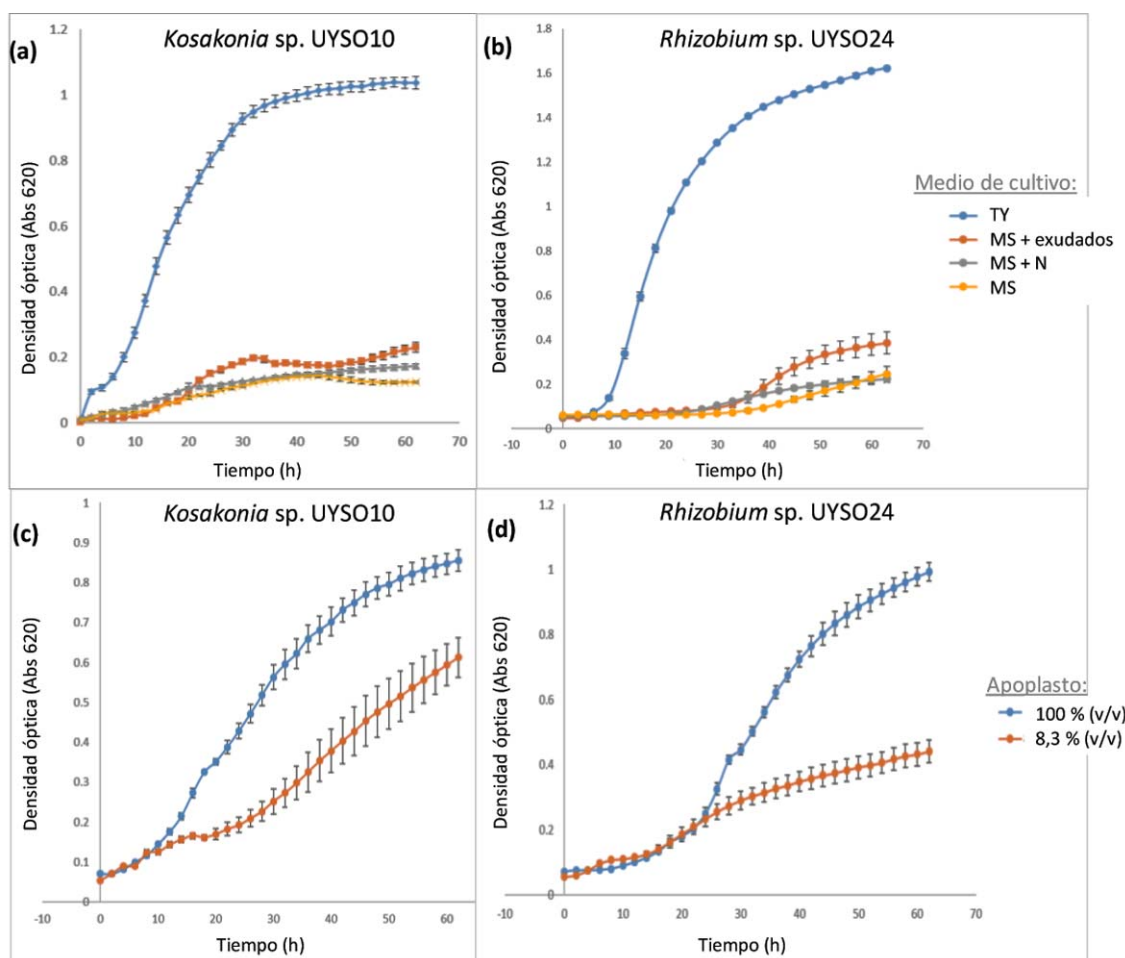 (a)
Kosakonia sp. UYSO10
Densidad óptica (Abs 620)
1.2
1
0.8
0.6
0.4
0.2
0
0 10 20 30 40 50 60 70
Tiempo (h)
(b)
Rhizobium sp. UYSO24
Densidad óptica (Abs 620)
1.8
1.6
1.4
1.2
1
0.8
0.6
0.4
0.2
0
-10 0 10 20 30 40 50 60 70
Tiempo (h)
Medio de cultivo:
TY
MS + exudados
MS + N
MS
(c)
Kosakonia sp. UYSO10
Densidad óptica (Abs 620)
1
0.9
0.8
0.7
0.6
0.5
0.4
0.3
0.2
0.1
0
-10 0 10 20 30 40 50 60
Tiempo (h)
(d)
Rhizobium sp. UYSO24
Densidad óptica (Abs 620)
1.2
1
0.8
0.6
0.4
0.2
0
-10 0 10 20 30 40 50 60 70
Tiempo (h)
Apoplasto:
100 % (v/v)
8,3 % (v/v)